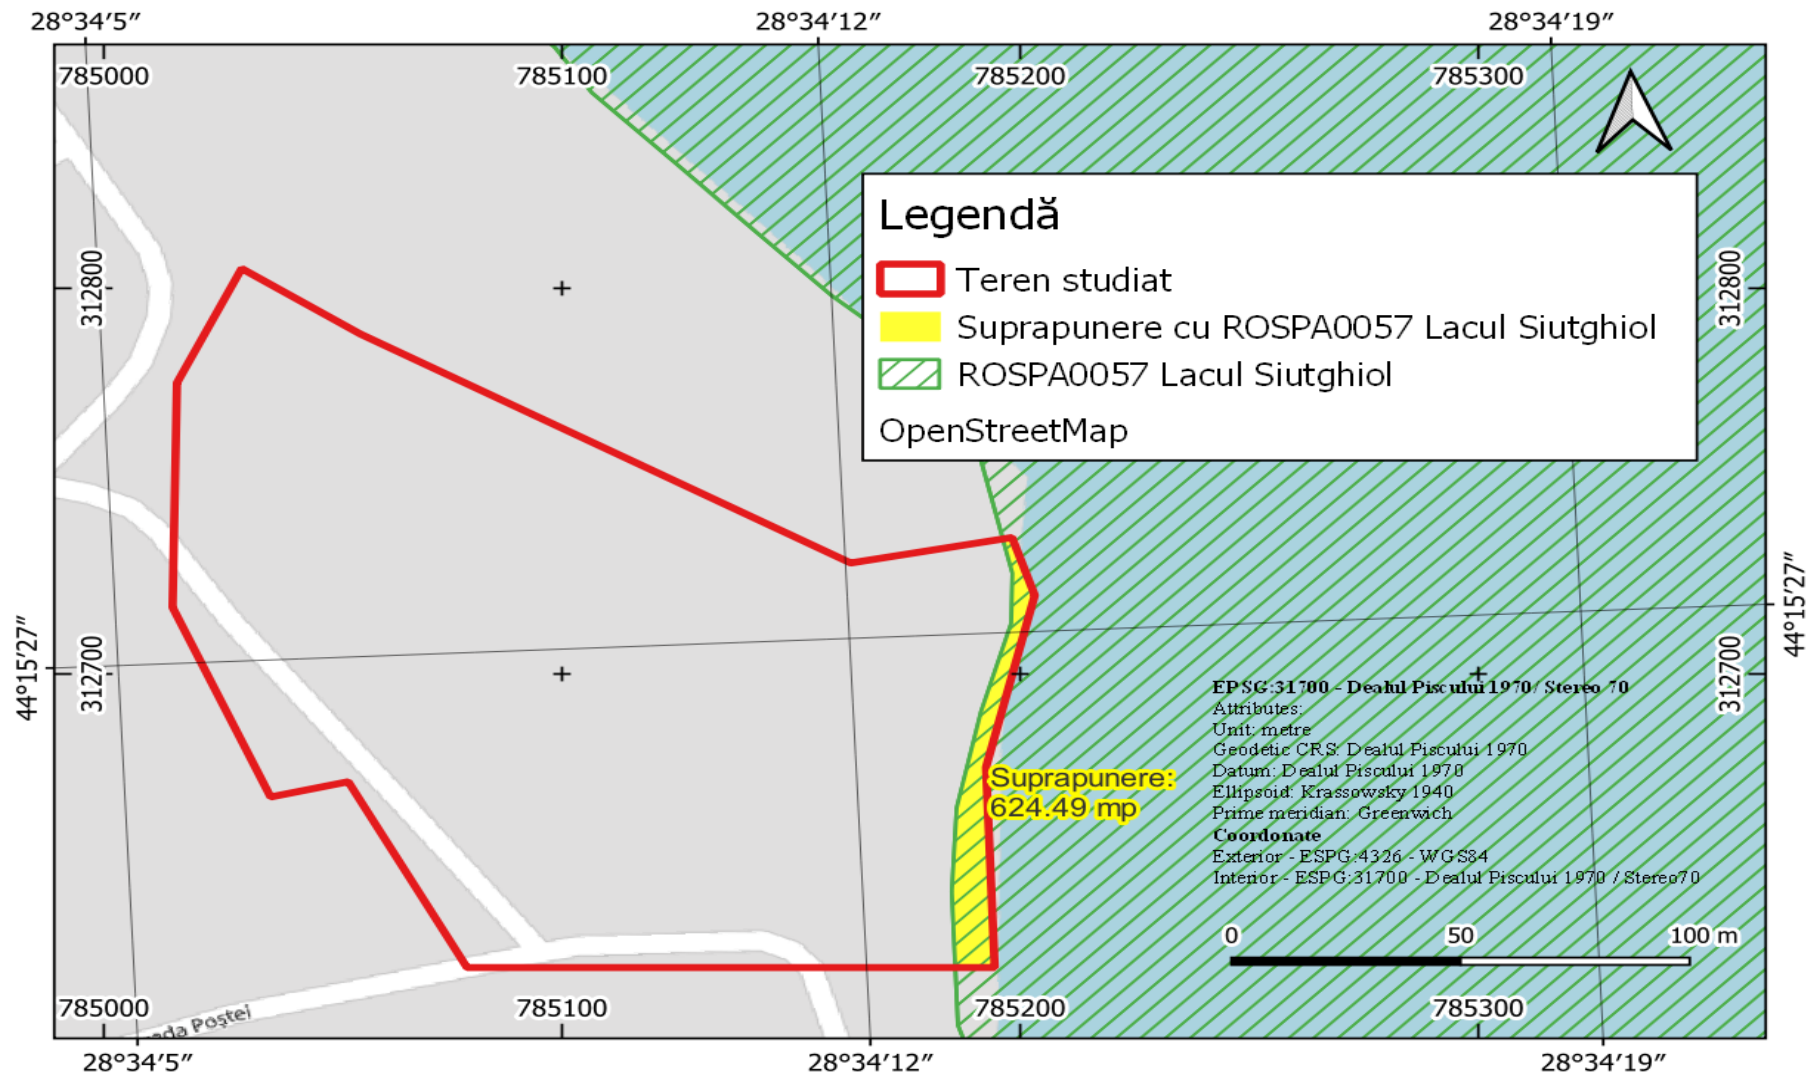 28°34′5″ 28°34′12″ 28°34′19″
785000 785100 785200 785300
Legendă
Teren studiat
Suprapunere cu ROSPA0057 Lacul Siutghiol
ROSPA0057 Lacul Siutghiol
OpenStreetMap
312800 312800
44°15′27″ 312700 312700 44°15′27″
EPSG:31700 - Dealul Piscului 1970/ Stereo 70
Attributes:
Unit: metre
Geodetic CRS: Dealul Piscului 1970
Datum: Dealul Piscului 1970
Ellipsoid: Krassowsky 1940
Prime meridian: Greenwich
Coordonate
Exterior - ESPG:4326 - WGS84
Interior - ESPG:31700 - Dealul Piscului 1970 / Stereo70
Suprapunere:
624.49 mp
0 50 100 m
785000 785100 785200 785300
ada Poștei
28°34′5″ 28°34′12″ 28°34′19″